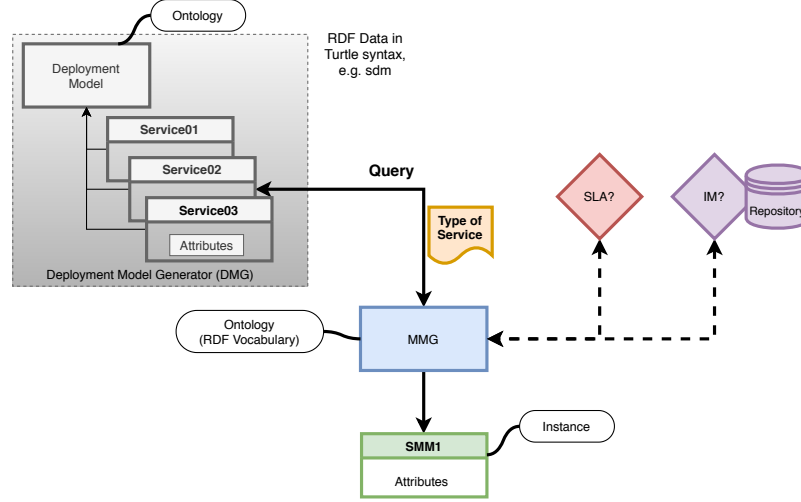 Ontology
RDF Data in
Turtle syntax,
e.g. sdm
Deployment
Model
Service01
Service02
Service03
Attributes
Deployment Model Generator (DMG)
Query
Type of
Service
SLA?
IM?
Repository
Ontology
(RDF Vocabulary)
MMG
SMM1
Attributes
Instance